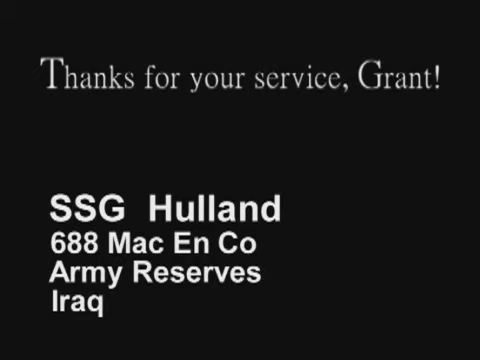 Thanks for your service, Grant!
SSG Hulland
688 Mac En Co
Army Reserves
Iraq